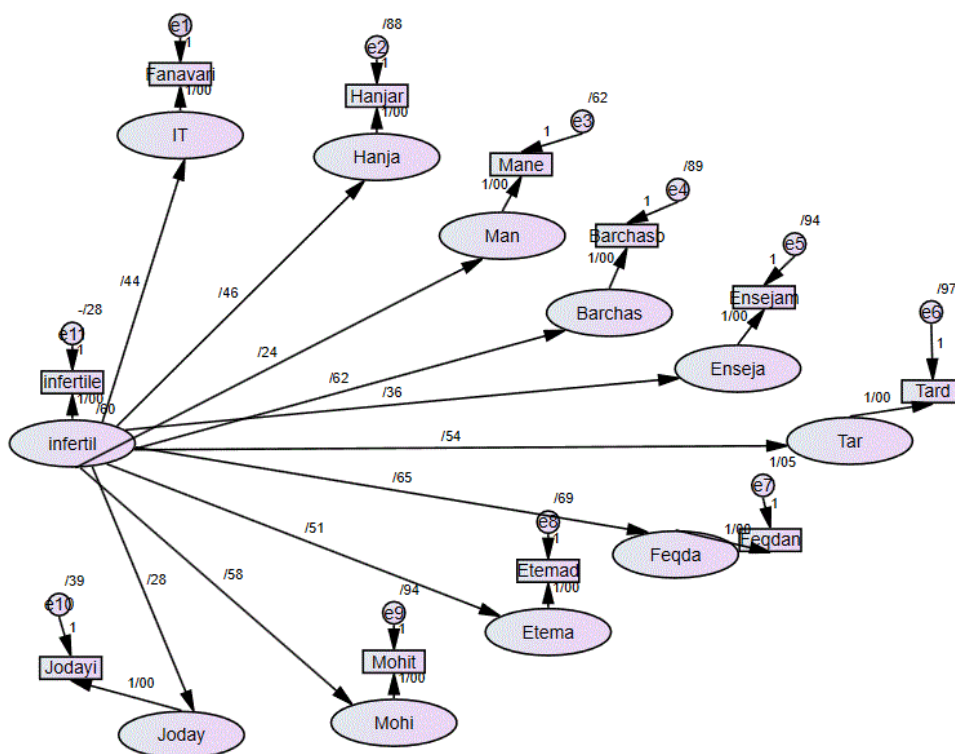 e1
1
Fanavari
1/00
IT
/88
e2
1
Hanjar
1/00
Hanja
/62
e3
1
Mane
1/00
Man
/89
e4
1
Barchasb
1/00
Barchas
/94
e5
1
Ensejam
1/00
Enseja
/97
e6
1
Tard
1/00
Tar
/44
/46
/24
/62
/36
/54
/65
/51
/58
/28
-/28
e11
1
infertile
1/00
/60
infertil
1/05
e7
1
Feqdan
1/00
Feqda
/69
e8
1
Etemad
1/00
Etema
/94
e9
1
Mohit
1/00
Mohi
/39
e10
1
Jodayi
1/00
Joday